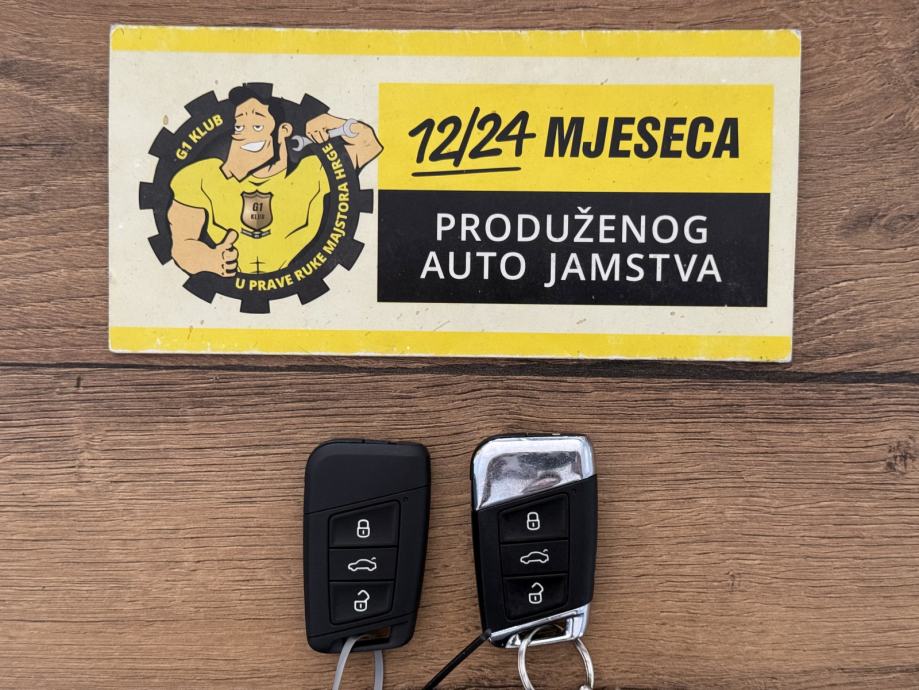 G1 KLUB
U PRAVE RUKE MAJSTORA HRGE
G1
KLUB
12/24 MJESECA
PRODUŽENOG
AUTO JAMSTVA